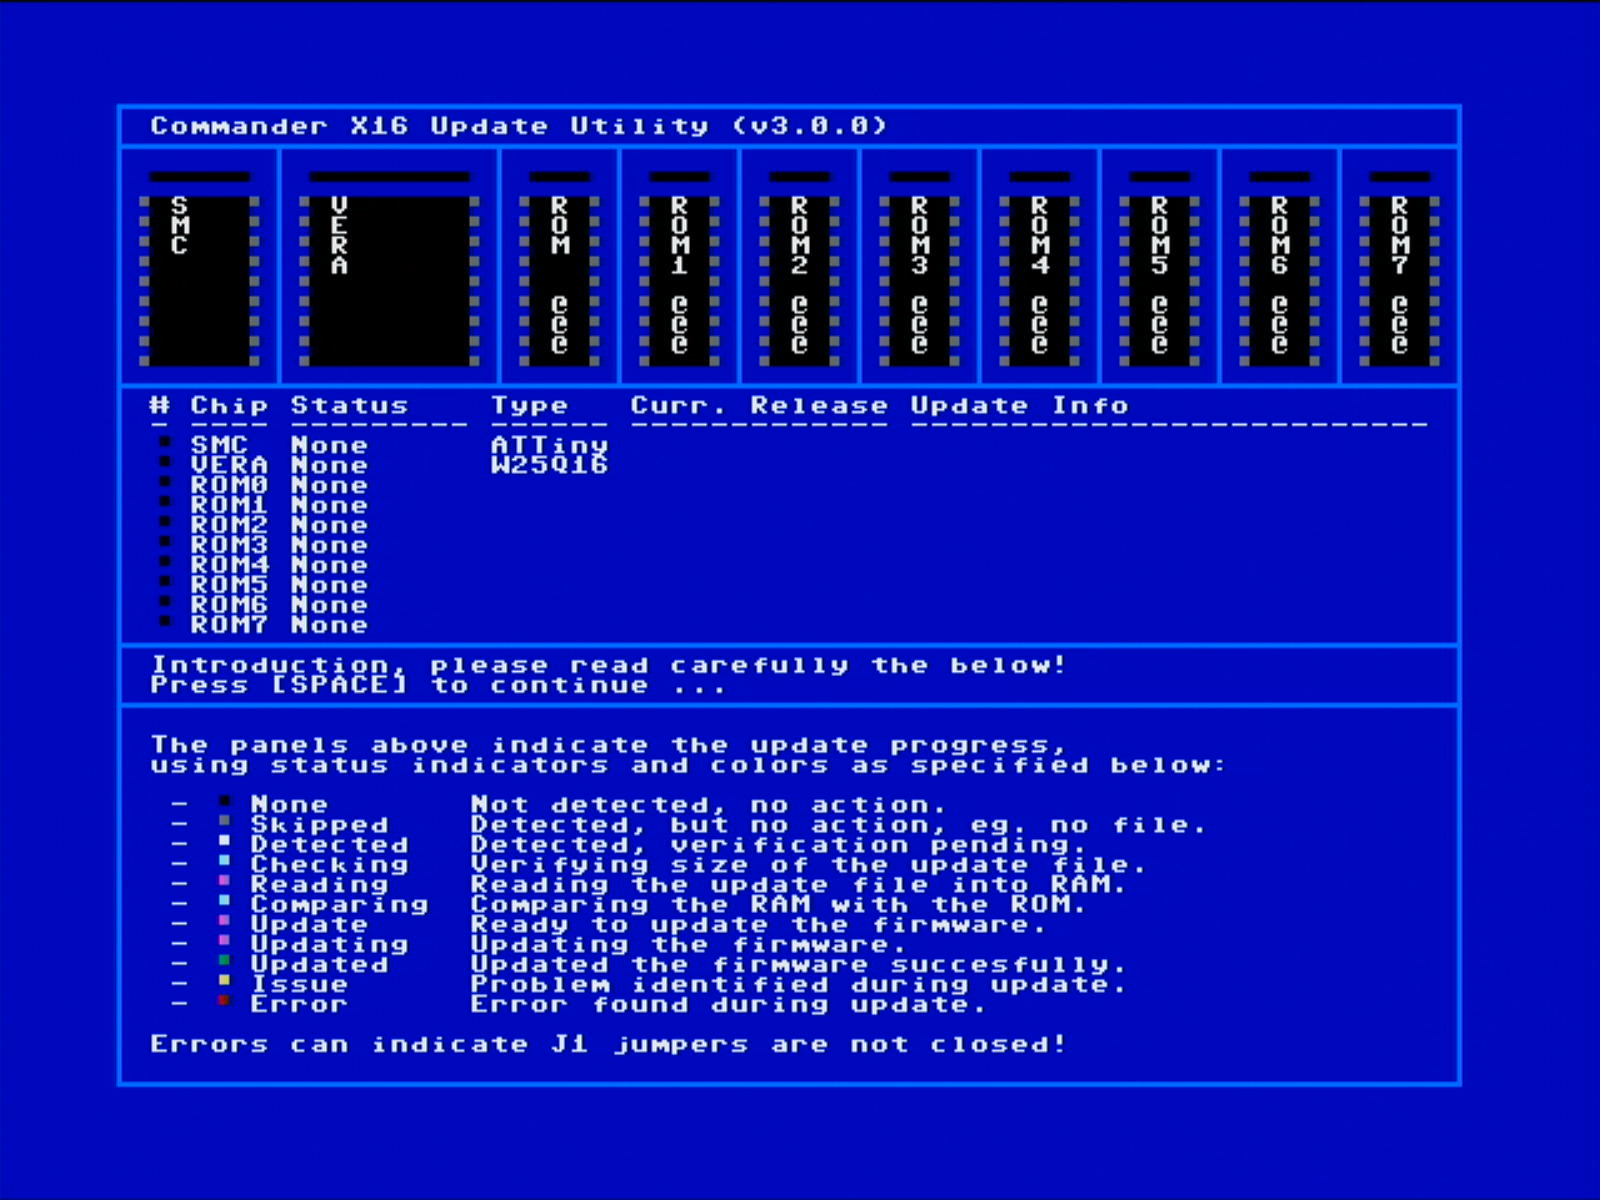 Commander X16 Update Utility (v3.0.0)
SMC
VERA
ROM @@@
ROM1 @@@
ROM2 @@@
ROM3 @@@
ROM4 @@@
ROM5 @@@
ROM6 @@@
ROM7 @@@
# Chip Status Type Curr. Release Update Info
- ---- --------- ------ ------------- --------------------------
SMC None ATTiny
VERA None W25Q16
ROM0 None
ROM1 None
ROM2 None
ROM3 None
ROM4 None
ROM5 None
ROM6 None
ROM7 None
Introduction, please read carefully the below!
Press [SPACE] to continue ...
The panels above indicate the update progress,
using status indicators and colors as specified below:
- None Not detected, no action.
- Skipped Detected, but no action, eg. no file.
- Detected Detected, verification pending.
- Checking Verifying size of the update file.
- Reading Reading the update file into RAM.
- Comparing Comparing the RAM with the ROM.
- Update Ready to update the firmware.
- Updating Updating the firmware.
- Updated Updated the firmware succesfully.
- Issue Problem identified during update.
- Error Error found during update.
Errors can indicate J1 jumpers are not closed!